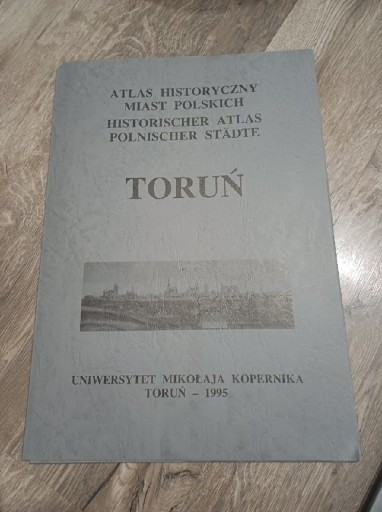 ATLAS HISTORYCZNY
MIAST POLSKICH
HISTORISCHER ATLAS
POLNISCHER STÄDTE
TORUŃ
UNIWERSYTET MIKOŁAJA KOPERNIKA
TORUŃ – 1995